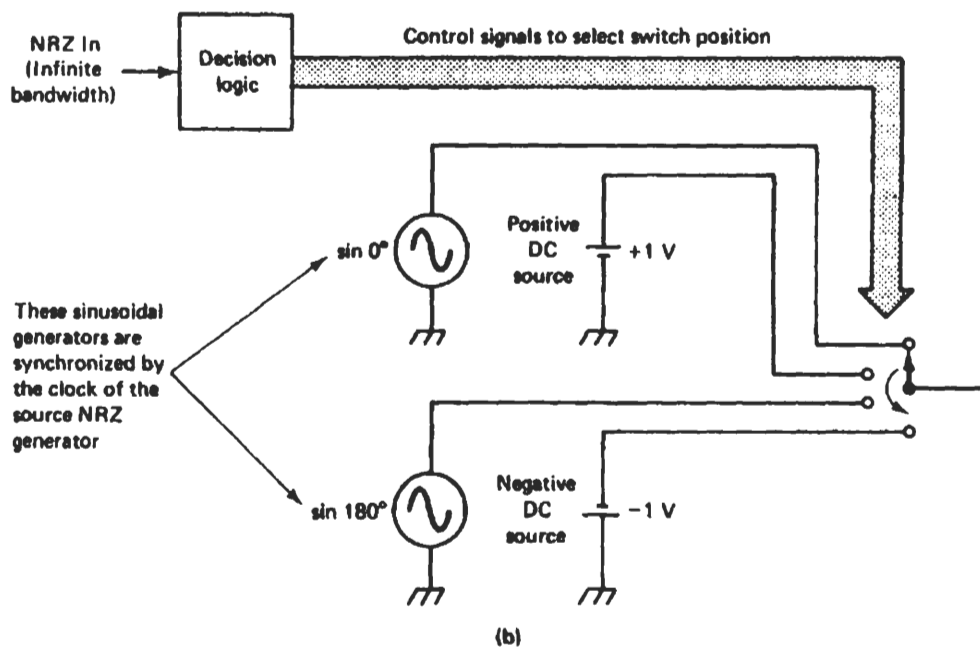 NRZ In
(Infinite
bandwidth)
Decision
logic
Control signals to select switch position
sin 0°
Positive
DC
source
+1 V
These sinusoidal
generators are
synchronized by
the clock of the
source NRZ
generator
sin 180°
Negative
DC
source
−1 V
(b)